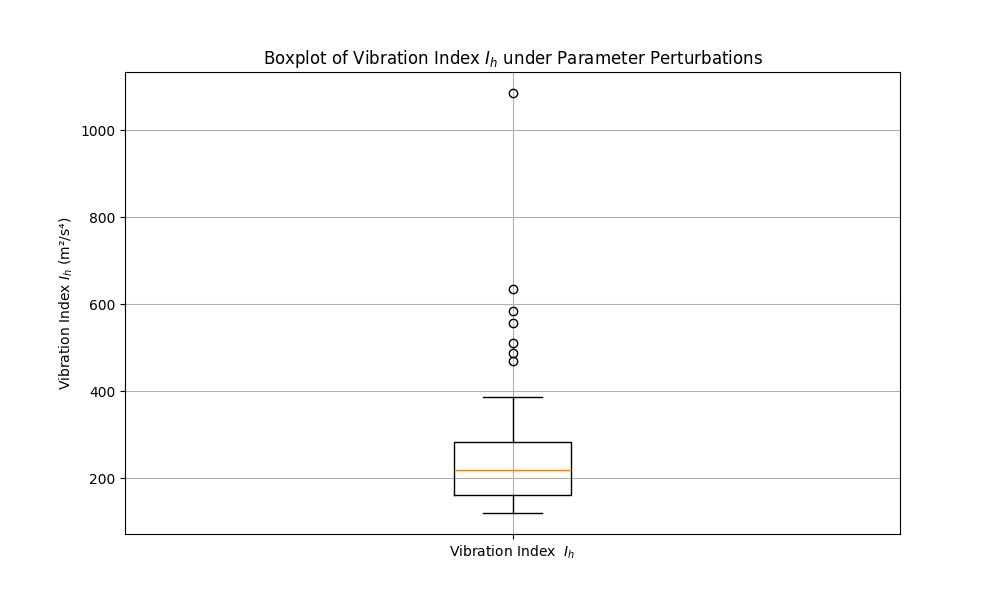 Boxplot of Vibration Index I_h under Parameter Perturbations
1000
800
600
400
200
Vibration Index I_h (m²/s⁴)
Vibration Index I_h